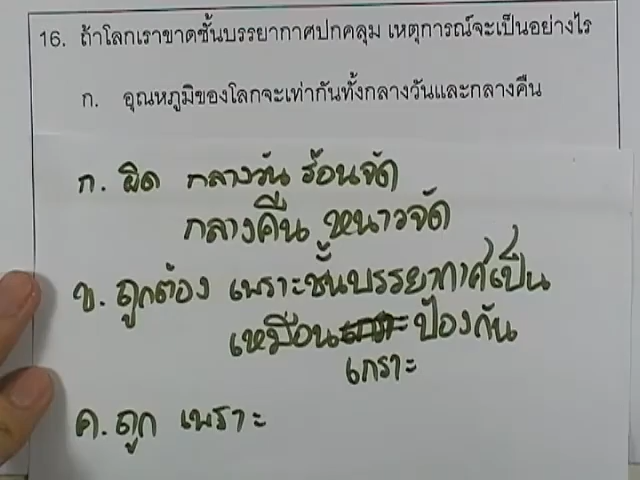 16. ถ้าโลกเราขาดชั้นบรรยากาศปกคลุม เหตุการณ์จะเป็นอย่างไร
ก. อุณหภูมิของโลกจะเท่ากันทั้งกลางวันและกลางคืน
ก. ผิด กลางวัน ร้อนจัด
กลางคืน หนาวจัด
ข. ถูกต้อง เพราะชั้นบรรยากาศเป็น
เหมือน ป้องกัน
เกราะ
ค. ถูก เพราะ